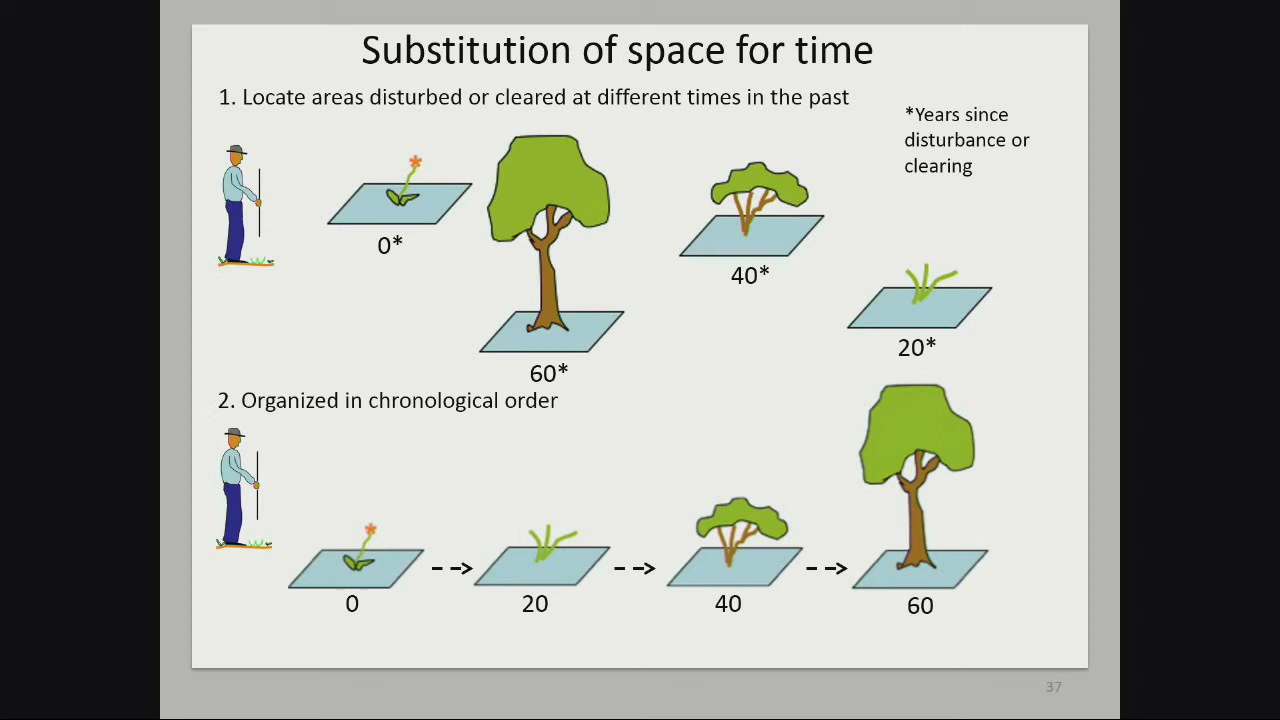 Substitution of space for time
1. Locate areas disturbed or cleared at different times in the past
*Years since
disturbance or
clearing
0*
40*
20*
60*
2. Organized in chronological order
0
20
40
60
37